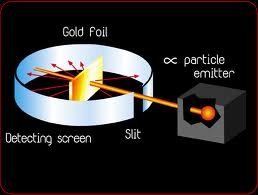 Gold foil
∝ particle
emitter
Detecting screen
Slit